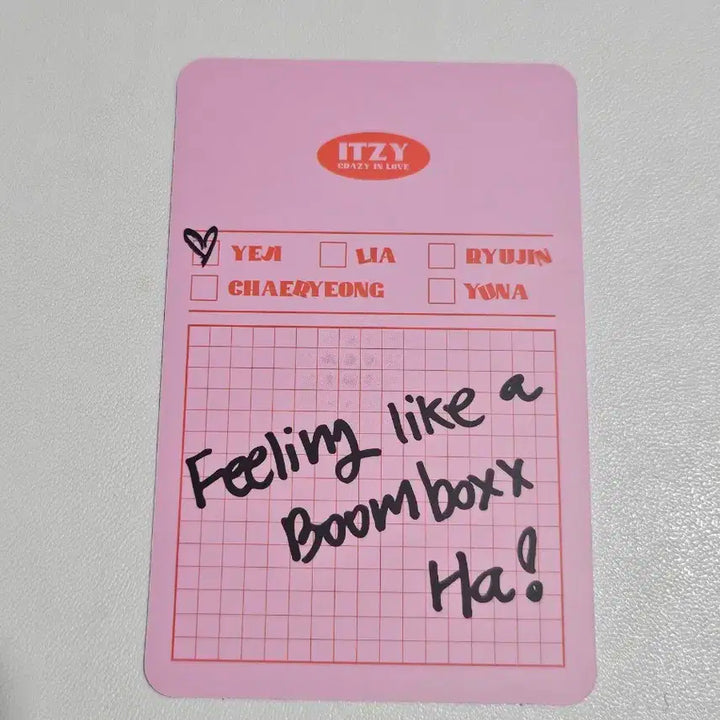 ITZY
CRAZY IN LOVE
YEJI LIA RYUJIN
CHAERYEONG YUNA
Feeling like a
Boomboxx
Ha!